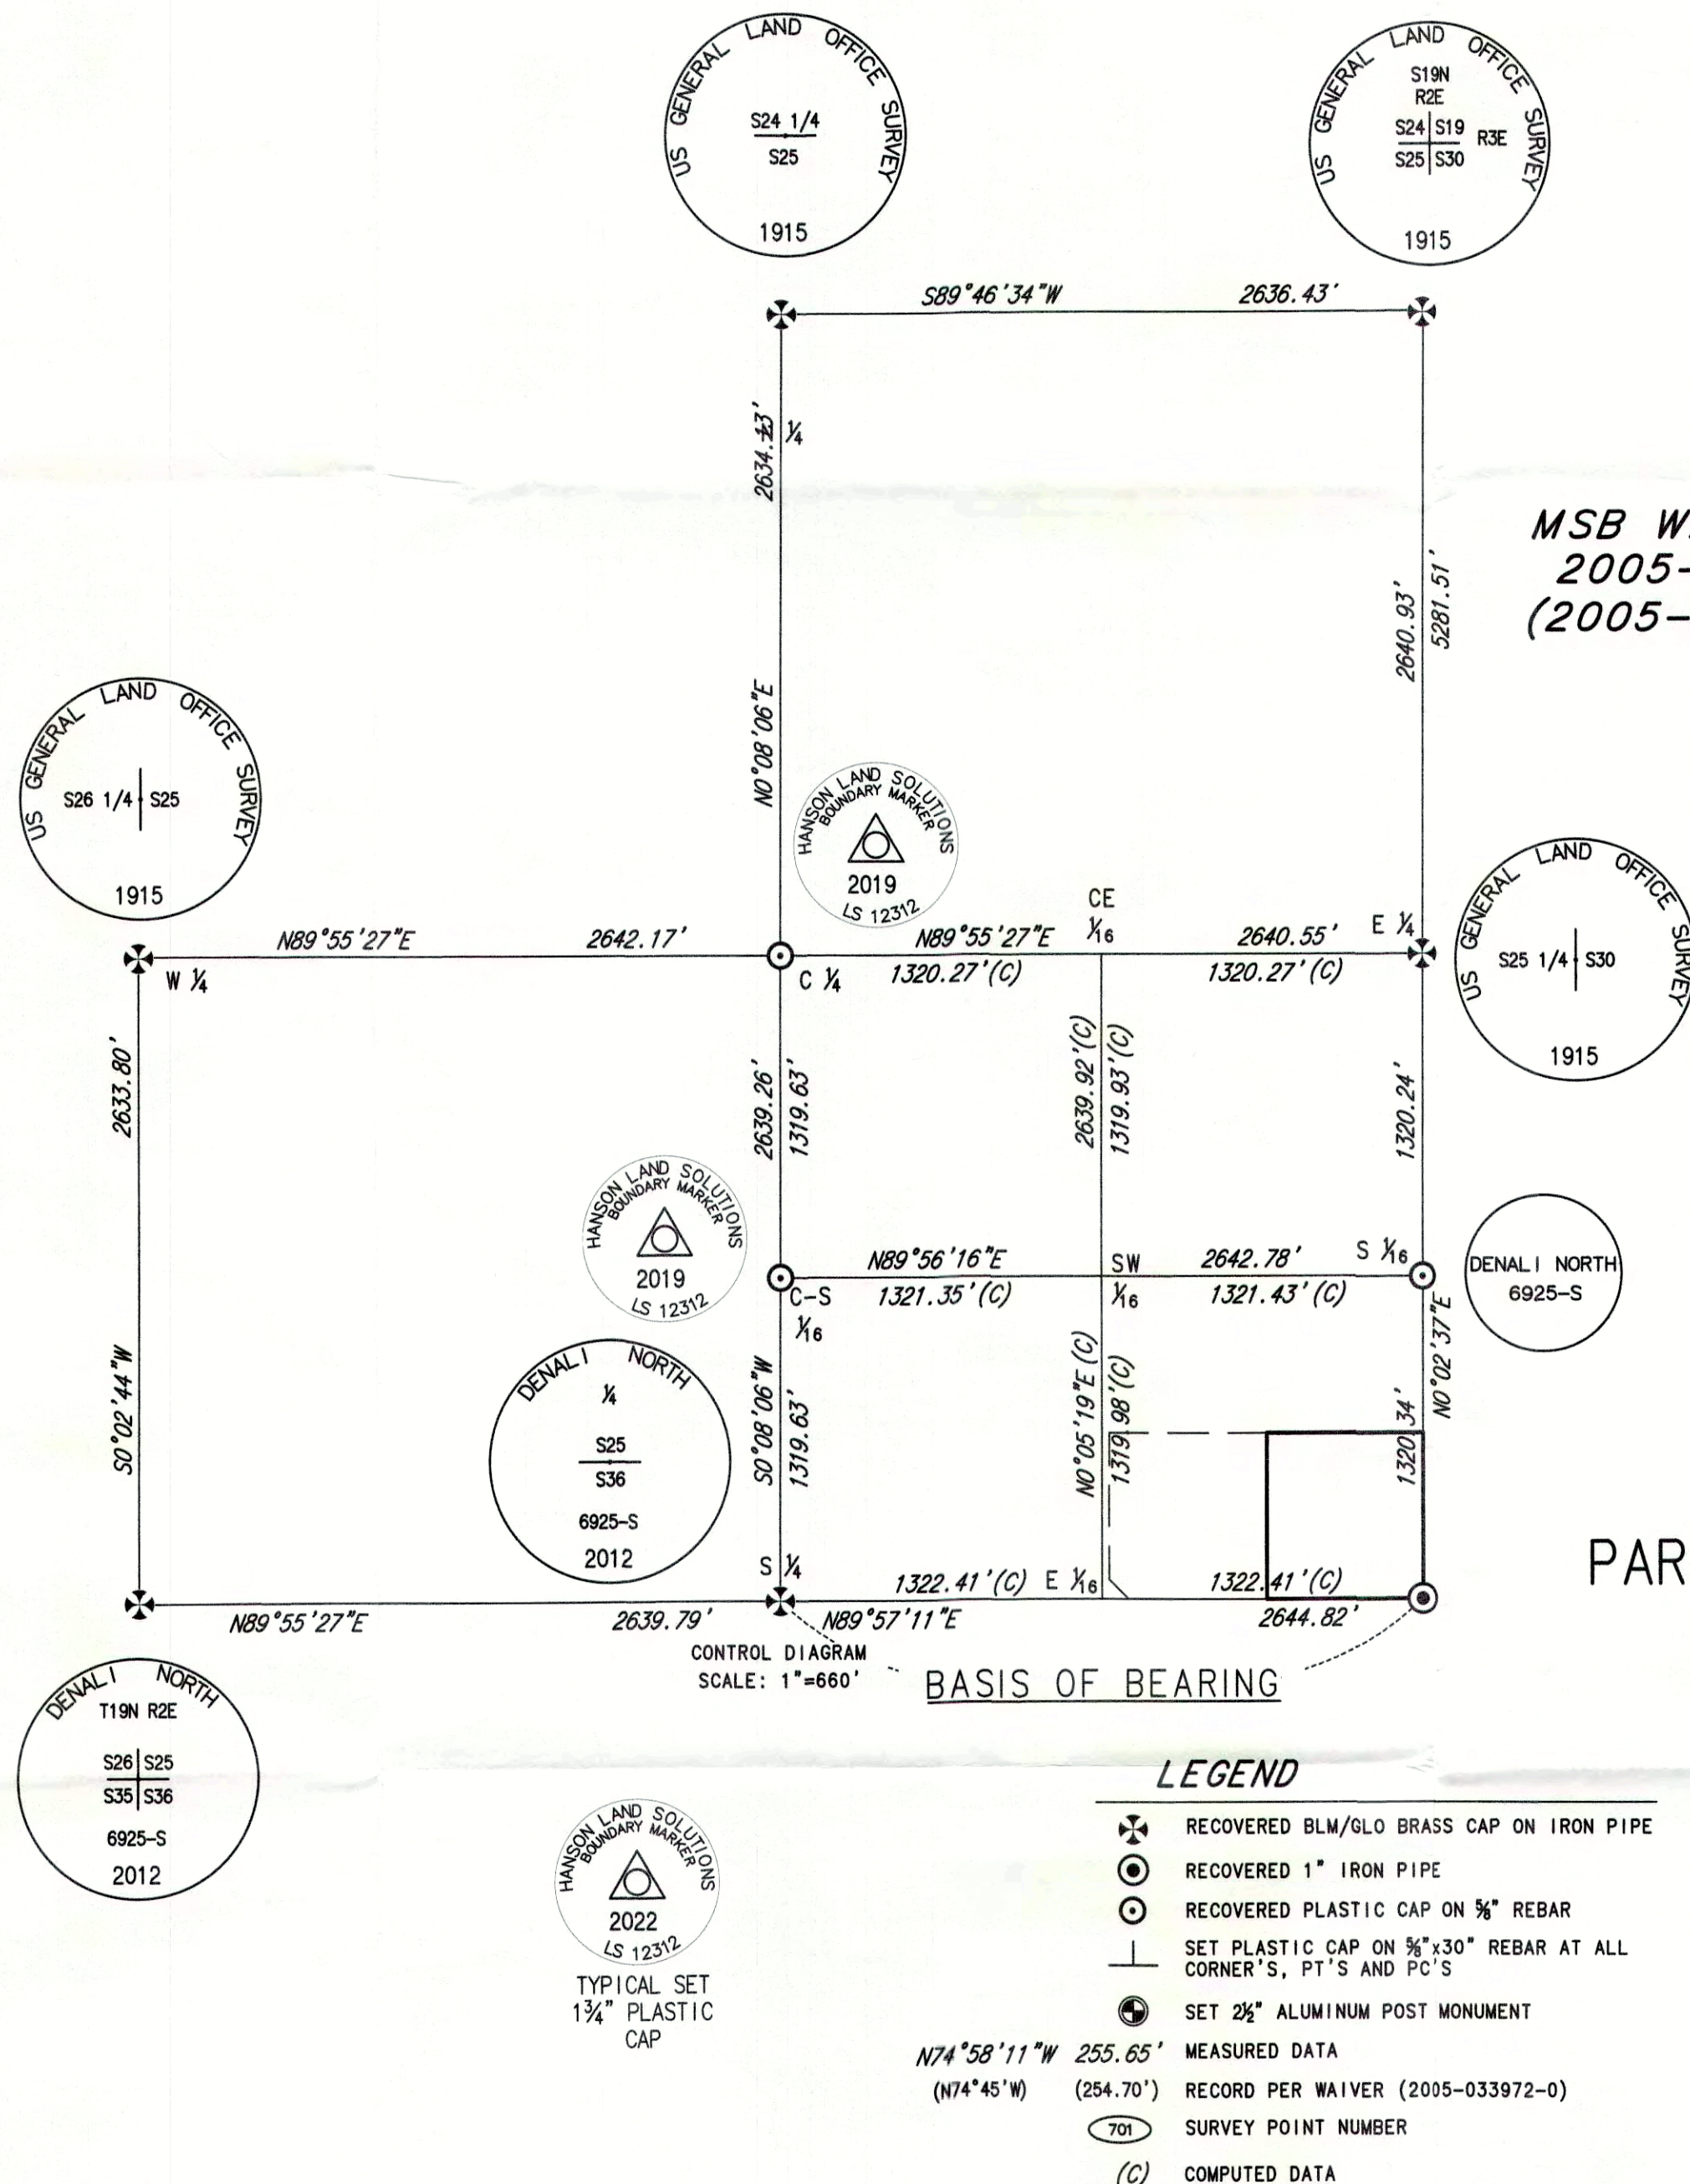 US GENERAL LAND OFFICE SURVEY
S24 1/4
S25
1915
US GENERAL LAND OFFICE SURVEY
S19N
R2E
S24 S19 R3E
S25 S30
1915
S89°46'34"W 2636.43'
1/4
N0°08'06"E
2640.93'
5281.51'
MSB
2005-
(2005-
US GENERAL LAND OFFICE SURVEY
S26 1/4 S25
1915
HANSON LAND SOLUTIONS
BOUNDARY MARKER
2019
LS 12312
US GENERAL LAND OFFICE SURVEY
S25 1/4 S30
1915
N89°55'27"E 2642.17'
W 1/4
C 1/4
CE
1/16
E 1/4
N89°55'27"E 2640.55'
1320.27'(C) 1320.27'(C)
2633.80'
S0°02'44"W
2639.26'
1319.63'
2639.92'(C)
1319.93'(C)
1320.24'
HANSON LAND SOLUTIONS
BOUNDARY MARKER
2019
LS 12312
N89°56'16"E 2642.78'
SW
1/16
S 1/16
C-S
1/16
1321.35'(C) 1321.43'(C)
DENALI NORTH
6925-S
DENALI NORTH
1/4
S25
S36
6925-S
2012
S0°08'06"W
1319.63'
N0°05'19"E (C)
1319.98'(C)
1320.34'
N0°02'37"E
S 1/4
1322.41'(C) E 1/16 1322.41'(C)
N89°55'27"E 2639.79'
N89°57'11"E 2644.82'
PAR
CONTROL DIAGRAM
SCALE: 1"=660'
BASIS OF BEARING
DENALI NORTH
T19N R2E
S26 S25
S35 S36
6925-S
2012
HANSON LAND SOLUTIONS
BOUNDARY MARKER
2022
LS 12312
TYPICAL SET
1¾" PLASTIC
CAP
LEGEND
RECOVERED BLM/GLO BRASS CAP ON IRON PIPE
RECOVERED 1" IRON PIPE
RECOVERED PLASTIC CAP ON ⅝" REBAR
SET PLASTIC CAP ON ⅝"x30" REBAR AT ALL
CORNER'S, PT'S AND PC'S
SET 2½" ALUMINUM POST MONUMENT
N74°58'11"W 255.65' MEASURED DATA
(N74°45'W) (254.70') RECORD PER WAIVER (2005-033972-0)
701 SURVEY POINT NUMBER
(C) COMPUTED DATA